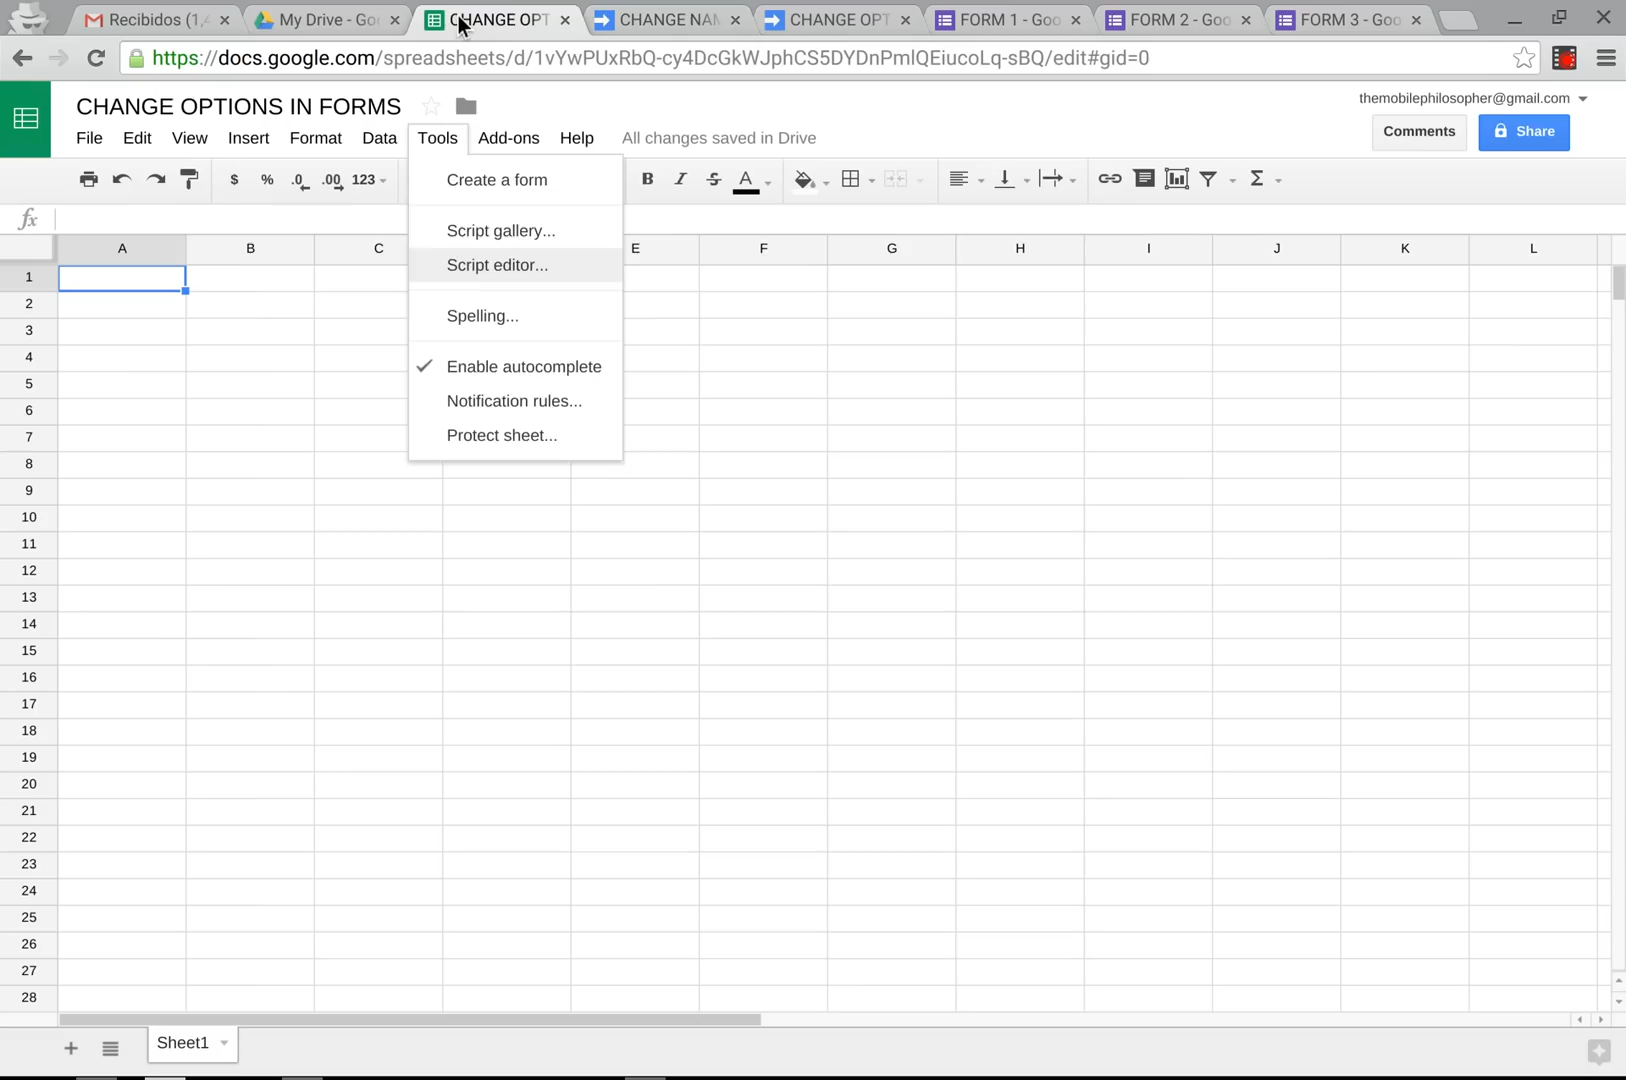 Recibidos (1,4
My Drive - Goo
CHANGE OPT
CHANGE NAM
CHANGE OPT
FORM 1 - Goo
FORM 2 - Goo
FORM 3 - Goo
https://docs.google.com/spreadsheets/d/1vYwPUxRbQ-cy4DcGkWJphCS5DYDnPmlQEiucoLq-sBQ/edit#gid=0
CHANGE OPTIONS IN FORMS
themobilephilosopher@gmail.com
File Edit View Insert Format Data Tools Add-ons Help All changes saved in Drive
Comments
Share
$ % .0 .00 123
B I S A Σ
fx
Create a form
Script gallery...
Script editor...
Spelling...
Enable autocomplete
Notification rules...
Protect sheet...
A B C E F G H I J K L
1
2
3
4
5
6
7
8
9
10
11
12
13
14
15
16
17
18
19
20
21
22
23
24
25
26
27
28
Sheet1